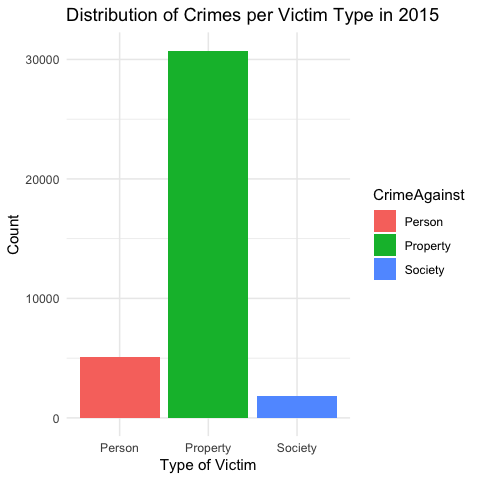 Distribution of Crimes per Victim Type in 2015
30000
20000
10000
0
Count
Person
Property
Society
Type of Victim
CrimeAgainst
Person
Property
Society